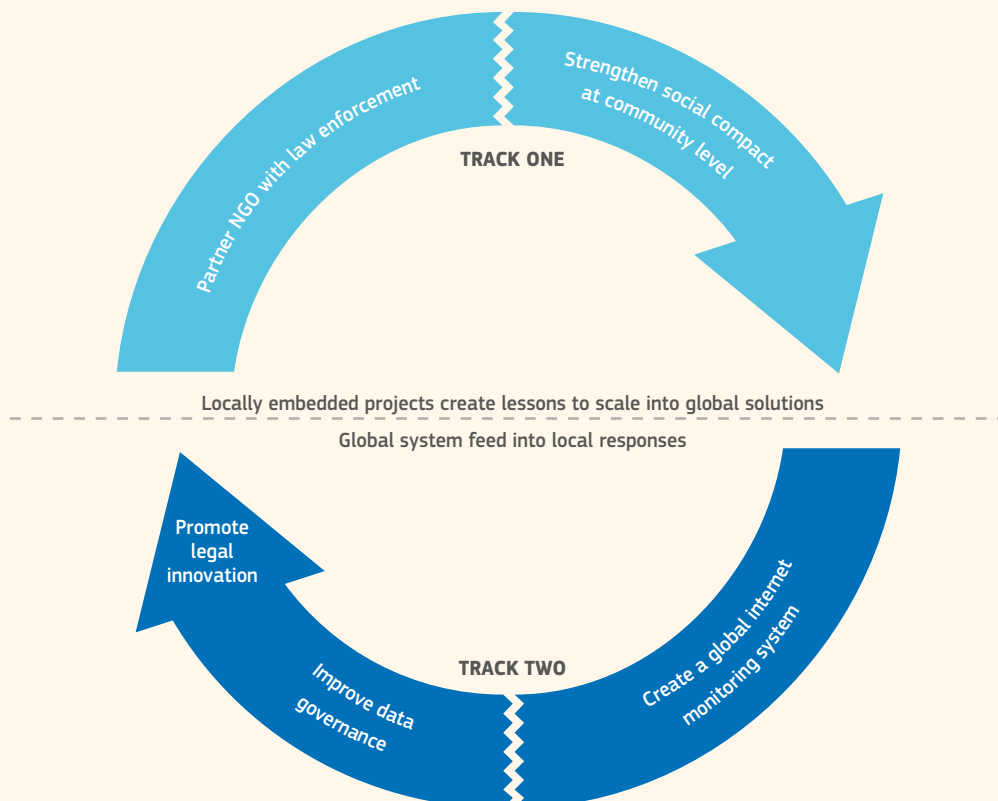 Partner NGO with law enforcement
Strengthen social compact
at community level
TRACK ONE
Locally embedded projects create lessons to scale into global solutions
Global system feed into local responses
Promote
legal
innovation
TRACK TWO
Create a global internet
monitoring system
Improve data
governance